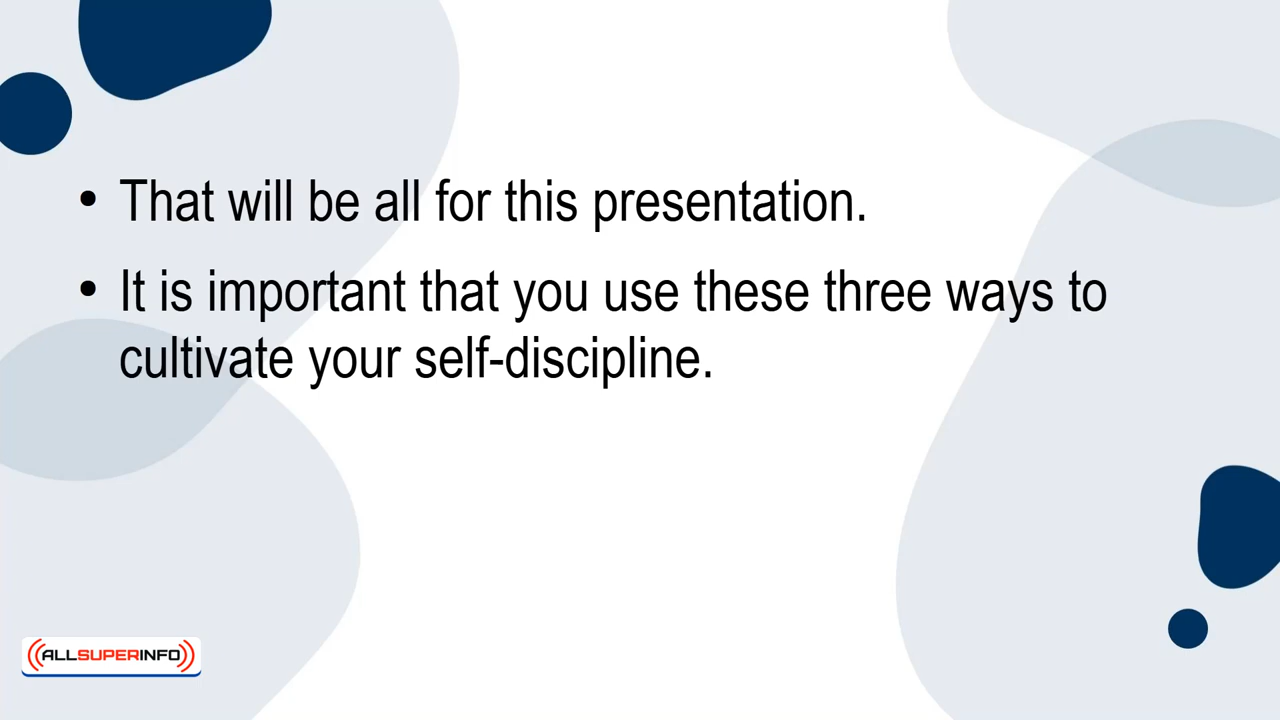 • That will be all for this presentation.
• It is important that you use these three ways to
cultivate your self-discipline.
ALLSUPERINFO